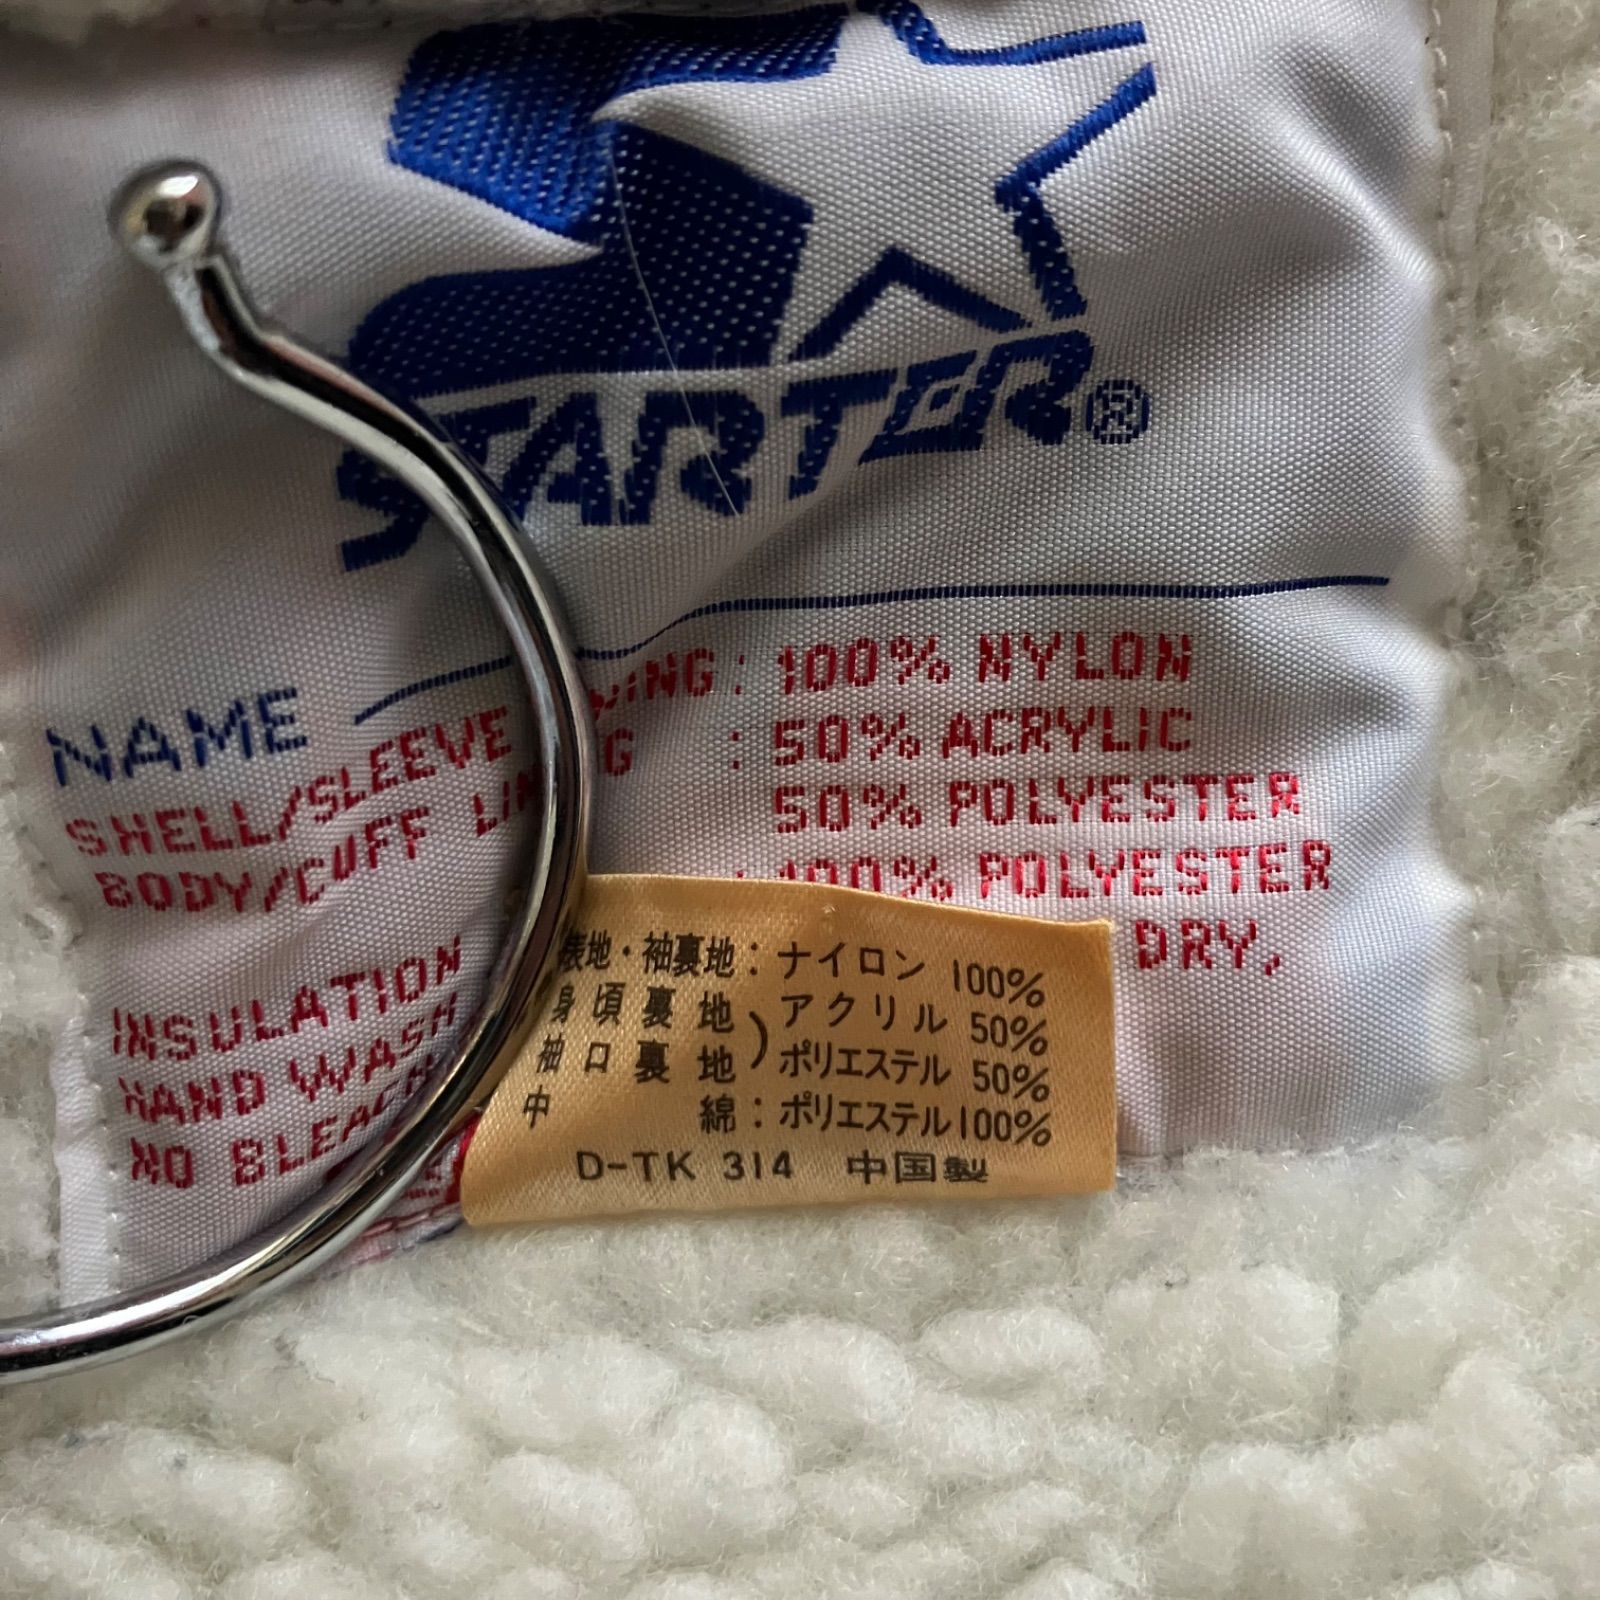 STARTER®
NAME
SHELL/SLEEVE : 100% NYLON
BODY/CUFF : 50% ACRYLIC
50% POLYESTER
INSULATION : 100% POLYESTER
HAND WASH DRY,
NO BLEACH
表地・袖裏地：ナイロン 100%
身頃裏地 ) アクリル 50%
袖口裏地 ポリエステル 50%
中綿：ポリエステル100%
D-TK 314 中国製